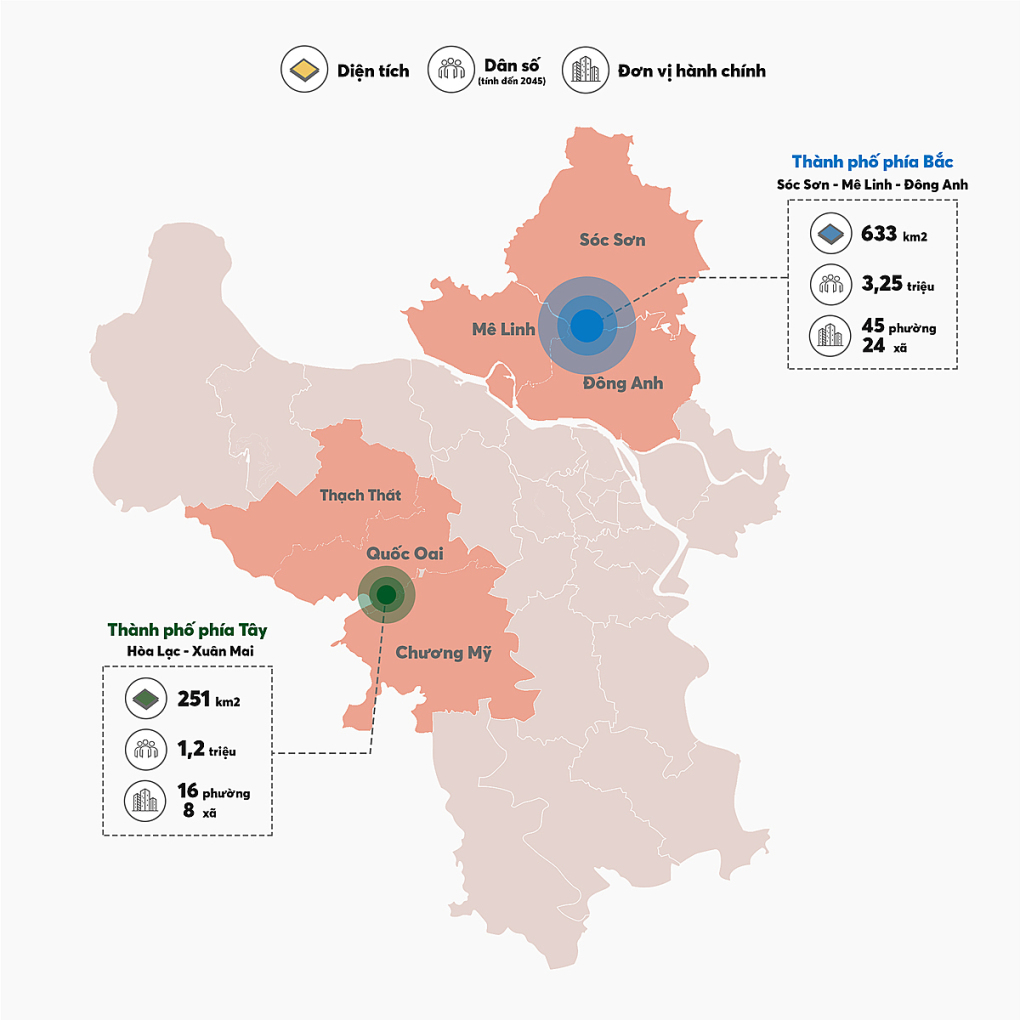 Diện tích
Dân số
(tính đến 2045)
Đơn vị hành chính
Thành phố phía Bắc
Sóc Sơn - Mê Linh - Đông Anh
633 km2
3,25 triệu
45 phường
24 xã
Sóc Sơn
Mê Linh
Đông Anh
Thạch Thất
Quốc Oai
Chương Mỹ
Thành phố phía Tây
Hòa Lạc - Xuân Mai
251 km2
1,2 triệu
16 phường
8 xã